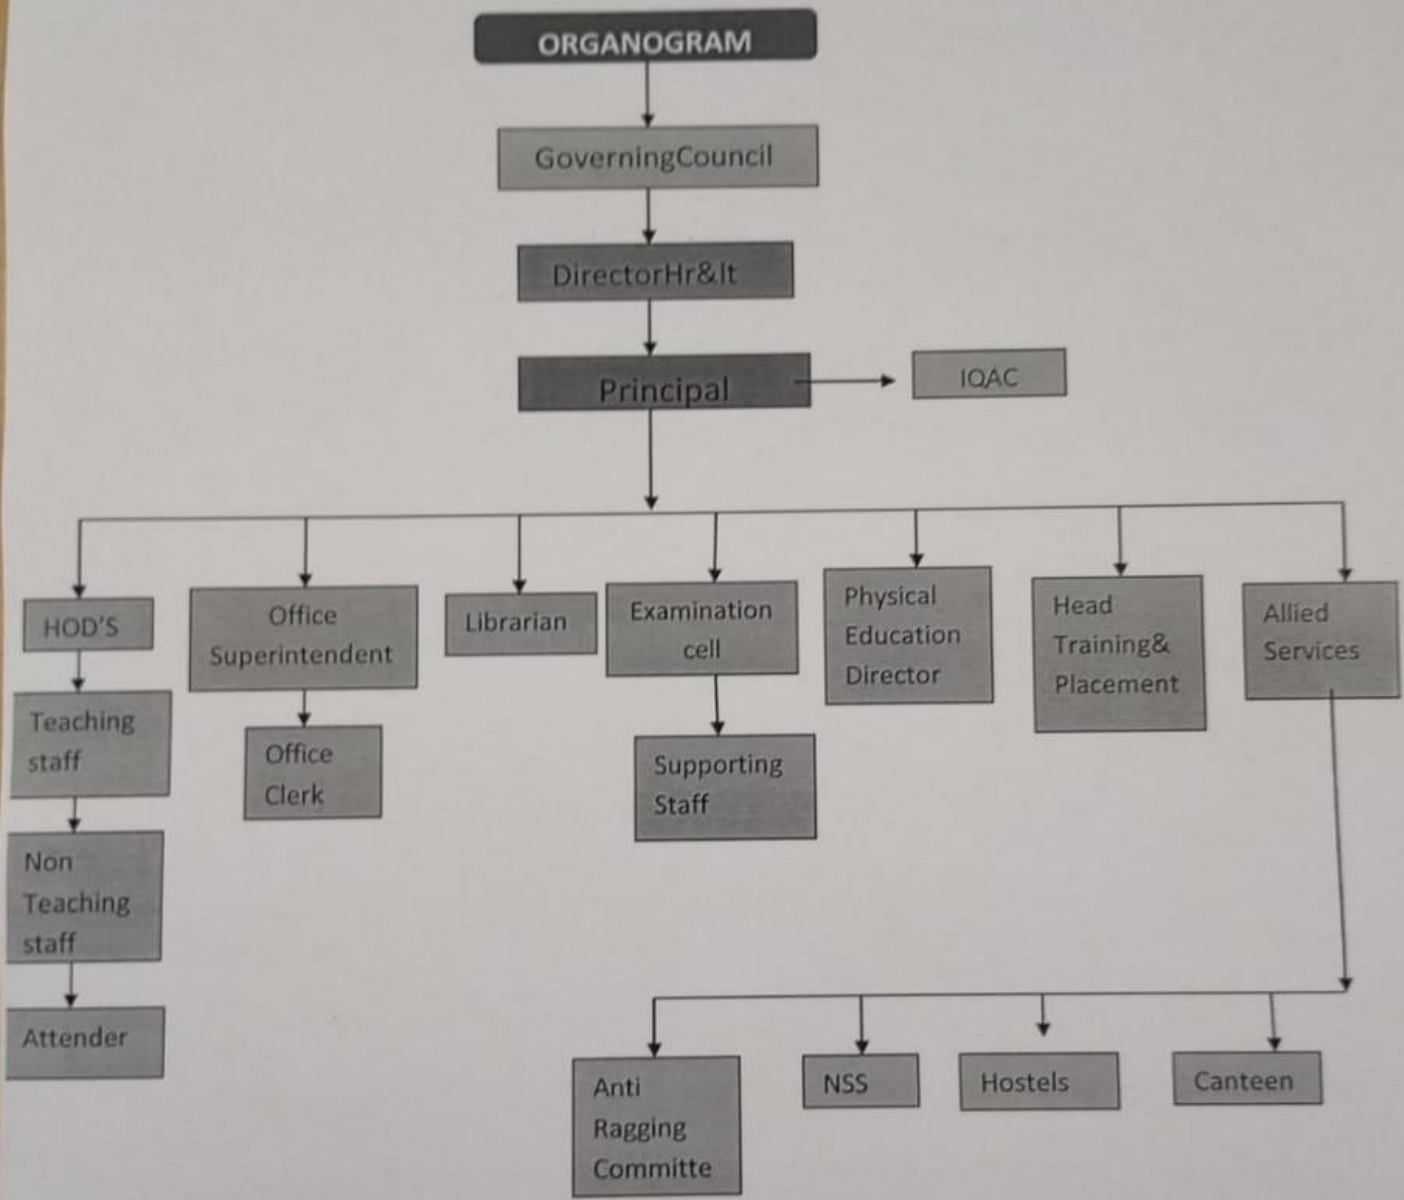 ORGANOGRAM
GoverningCouncil
DirectorHr&It
Principal
IQAC
HOD'S
Office
Superintendent
Librarian
Examination
cell
Physical
Education
Director
Head
Training&
Placement
Allied
Services
Teaching
staff
Office
Clerk
Supporting
Staff
Non
Teaching
staff
Attender
Anti
Ragging
Committe
NSS
Hostels
Canteen